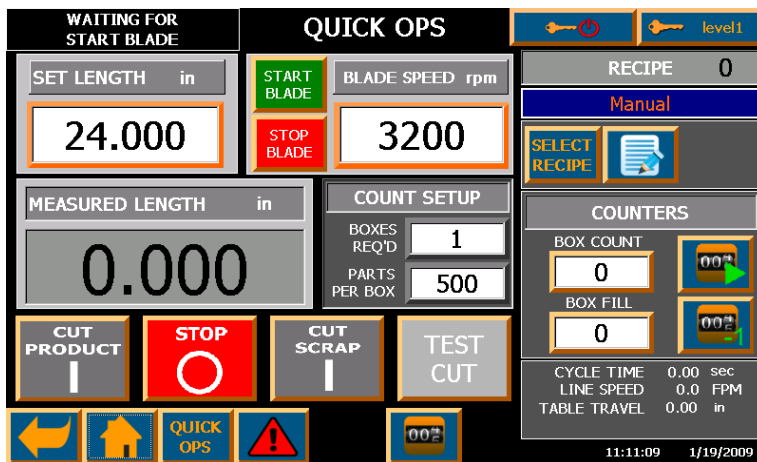 WAITING FOR
START BLADE
QUICK OPS
level1
SET LENGTH in
24.000
START
BLADE
STOP
BLADE
BLADE SPEED rpm
3200
RECIPE 0
Manual
SELECT
RECIPE
MEASURED LENGTH in
0.000
COUNT SETUP
BOXES
REQ'D
1
PARTS
PER BOX
500
COUNTERS
BOX COUNT
0
BOX FILL
0
-1
CUT
PRODUCT
STOP
CUT
SCRAP
TEST
CUT
CYCLE TIME 0.00 sec
LINE SPEED 0.0 FPM
TABLE TRAVEL 0.00 in
QUICK
OPS
11:11:09 1/19/2009